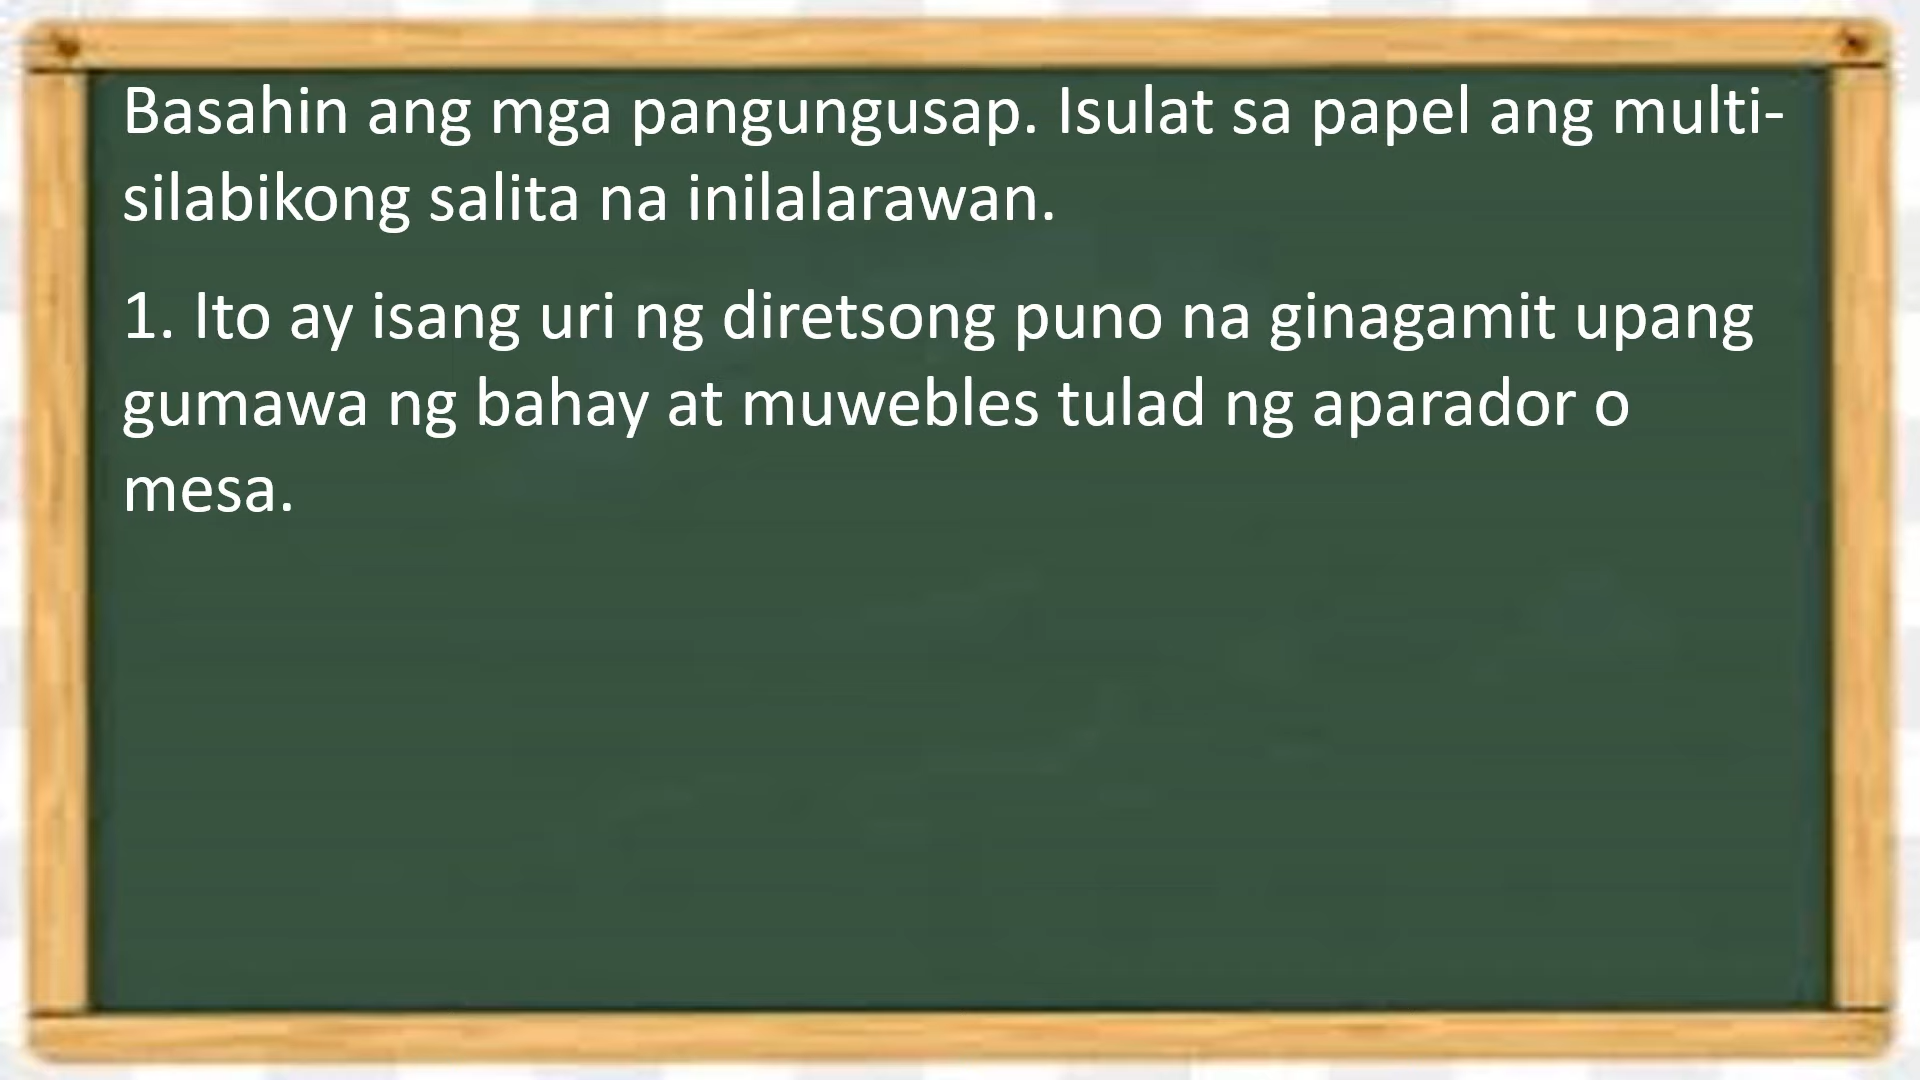 Basahin ang mga pangungusap. Isulat sa papel ang multi-
silabikong salita na inilalarawan.
1. Ito ay isang uri ng diretsong puno na ginagamit upang
gumawa ng bahay at muwebles tulad ng aparador o
mesa.